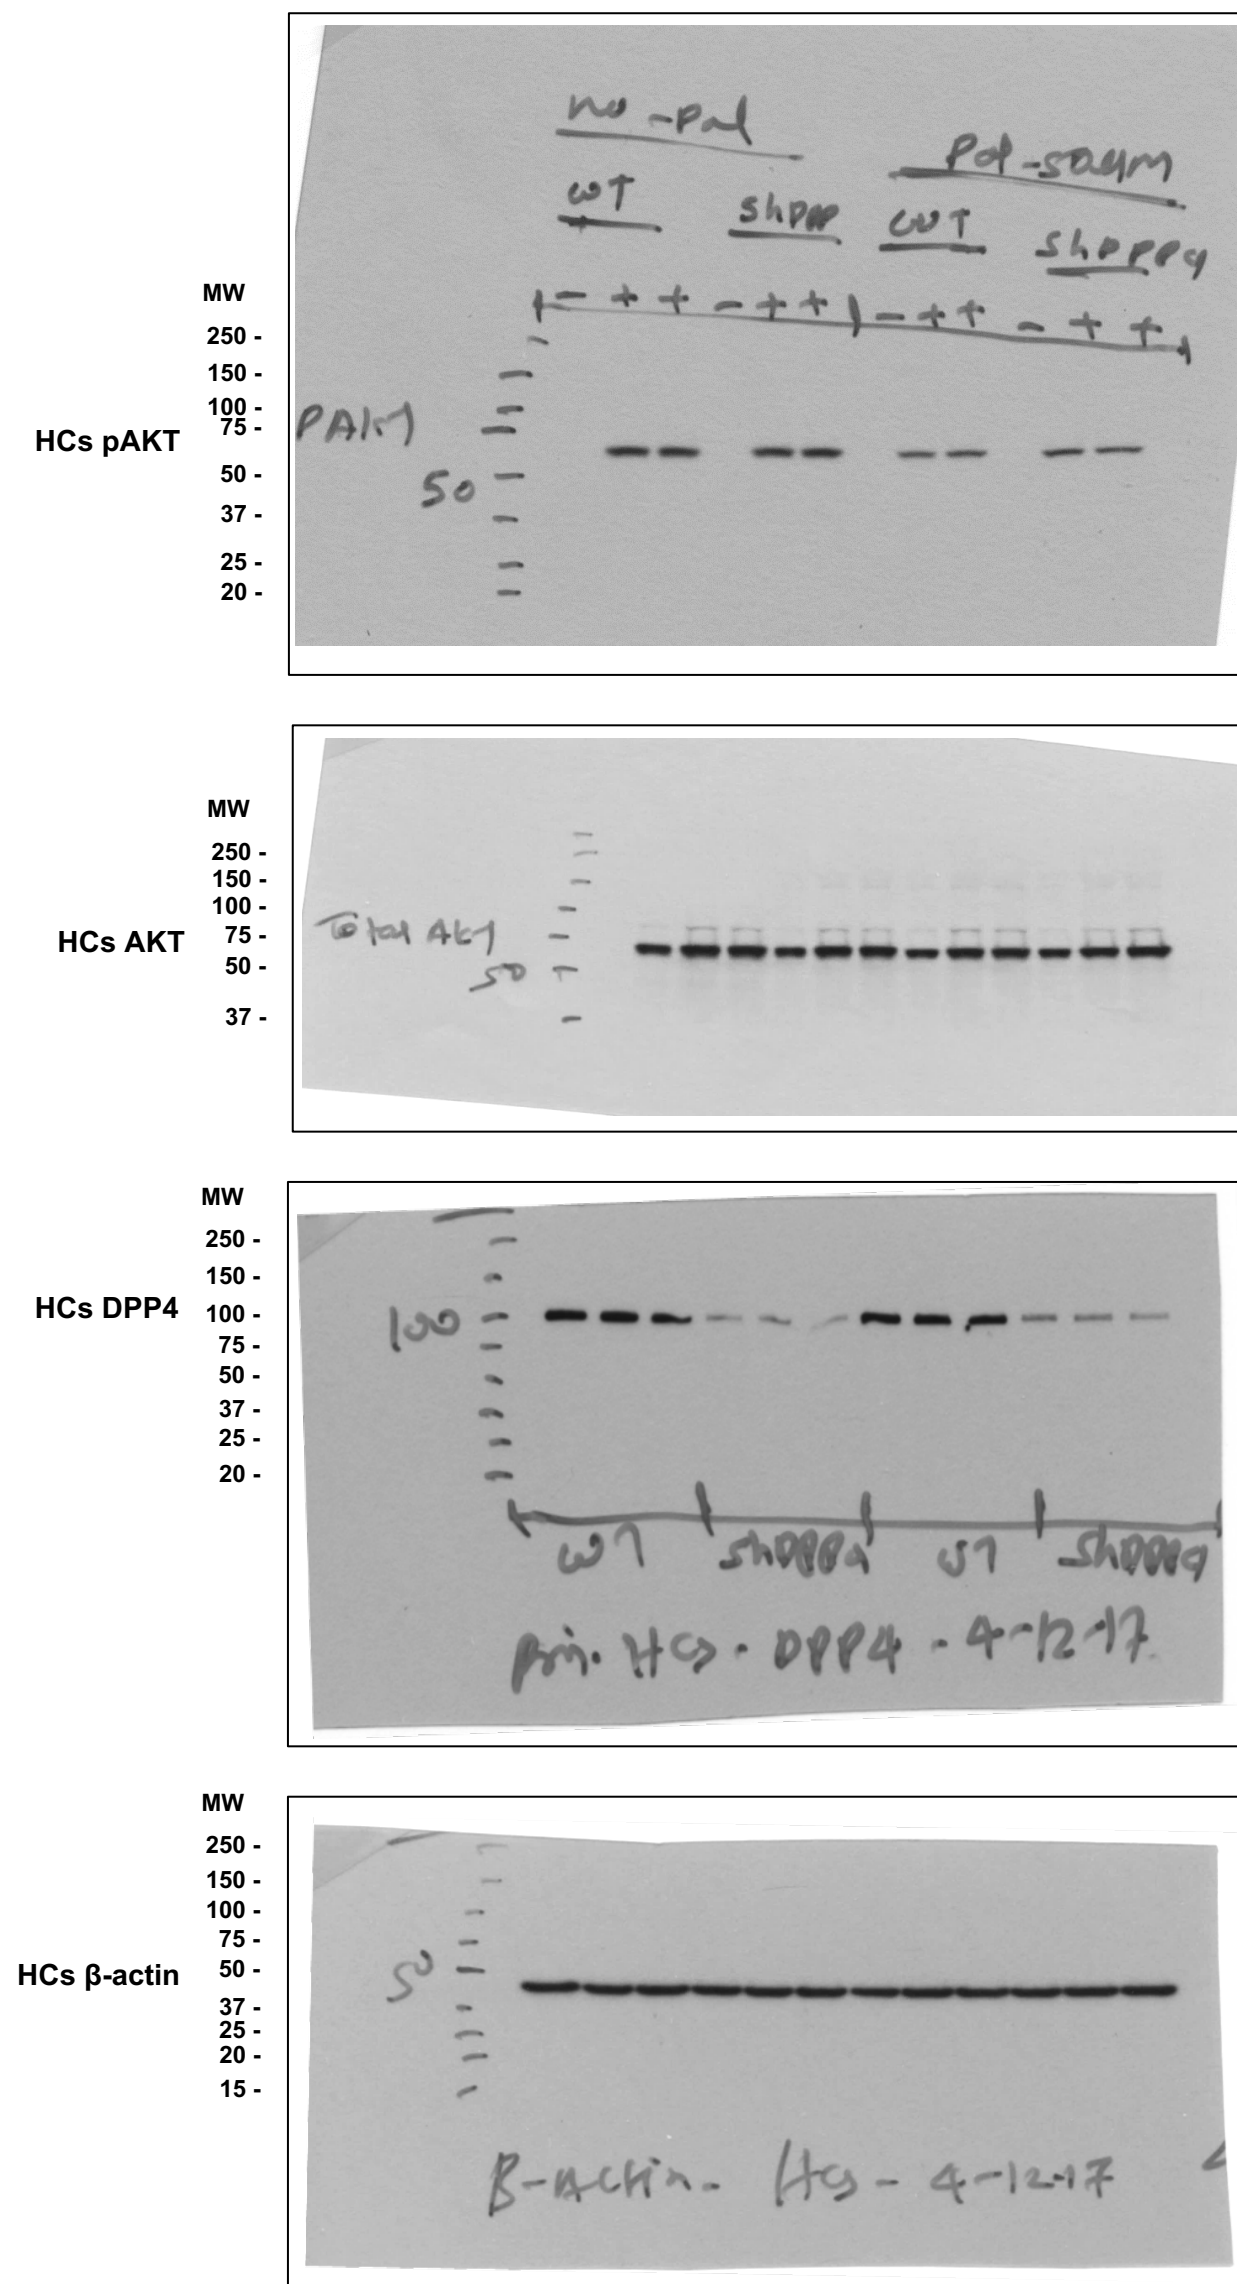 no -pal
Pal -50uM
WT
shDPP
WT
shDPP4
- + + - + + - + + - + +
MW
250 -
150 -
100 -
75 -
50 -
37 -
25 -
20 -
HCs pAKT
PAKT
50
MW
250 -
150 -
100 -
75 -
50 -
37 -
HCs AKT
Total AKT
50
MW
250 -
150 -
100 -
75 -
50 -
37 -
25 -
20 -
HCs DPP4
100
WT shDPP4 WT shDPP4
prim. HCs - DPP4 - 4-12-17
MW
250 -
150 -
100 -
75 -
50 -
37 -
25 -
20 -
15 -
HCs β-actin
50
β-Actin - HCs - 4-12-17